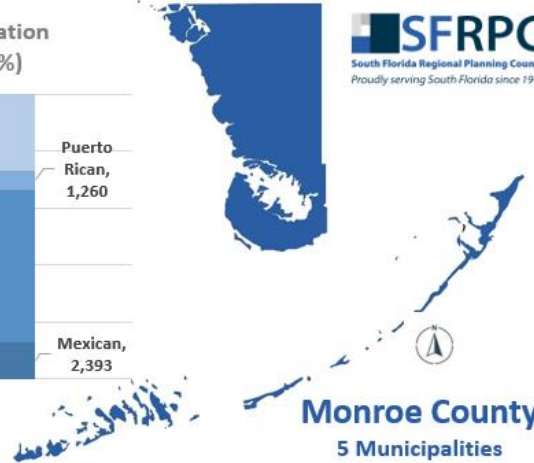 ation
%)
Puerto
Rican,
1,260
Mexican,
2,393
SFRPC
South Florida Regional Planning Coun
Proudly serving South Florida since 19
N
Monroe County
5 Municipalities